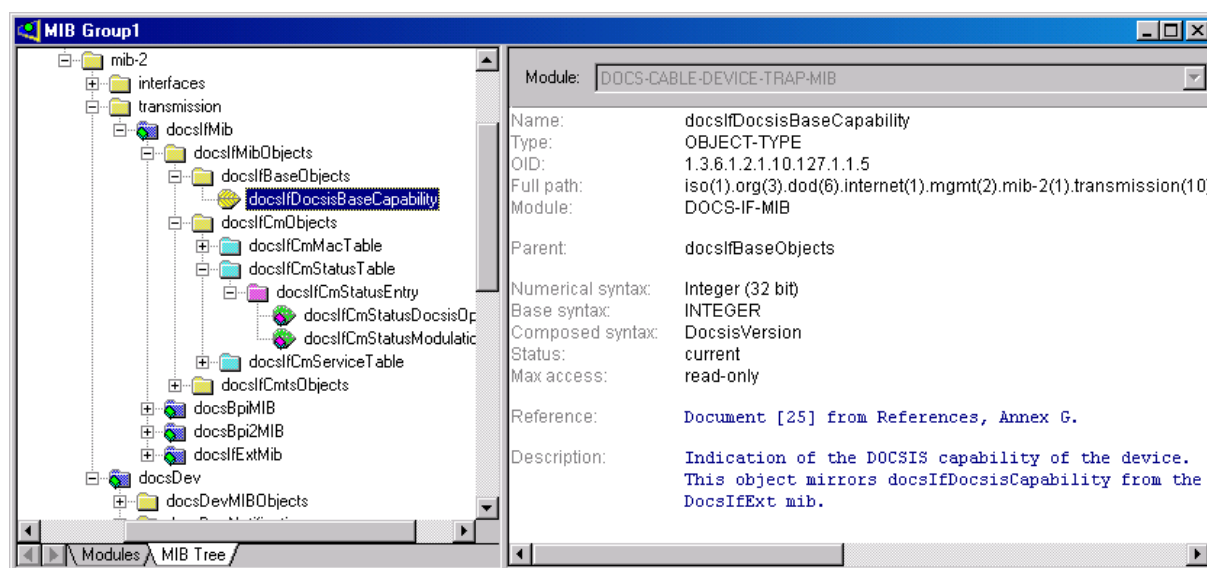 MIB Group1
mib-2
interfaces
transmission
docsIfMib
docsIfMibObjects
docsIfBaseObjects
docsIfDocsisBaseCapability
docsIfCmObjects
docsIfCmMacTable
docsIfCmStatusTable
docsIfCmStatusEntry
docsIfCmStatusDocsisOp
docsIfCmStatusModulatic
docsIfCmServiceTable
docsIfCmtsObjects
docsBpiMIB
docsBpi2MIB
docsIfExtMib
docsDev
docsDevMIBObjects
Modules MIB Tree
Module: DOCS-CABLE-DEVICE-TRAP-MIB
Name: docsIfDocsisBaseCapability
Type: OBJECT-TYPE
OID: 1.3.6.1.2.1.10.127.1.1.5
Full path: iso(1).org(3).dod(6).internet(1).mgmt(2).mib-2(1).transmission(10)
Module: DOCS-IF-MIB
Parent: docsIfBaseObjects
Numerical syntax: Integer (32 bit)
Base syntax: INTEGER
Composed syntax: DocsisVersion
Status: current
Max access: read-only
Reference: Document [25] from References, Annex G.
Description: Indication of the DOCSIS capability of the device.
This object mirrors docsIfDocsisCapability from the
DocsIfExt mib.